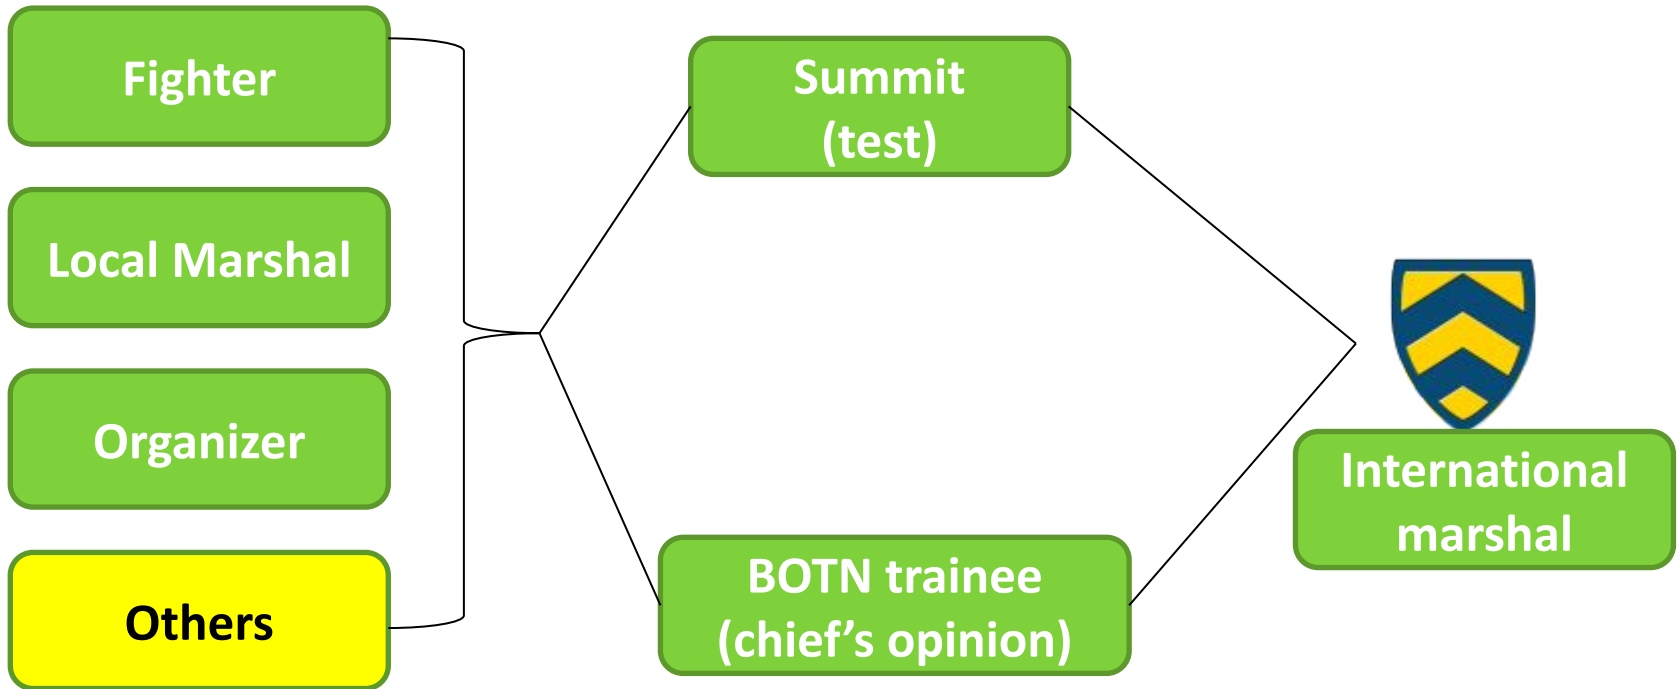 Fighter
Local Marshal
Organizer
Others
Summit
(test)
BOTN trainee
(chief’s opinion)
International
marshal